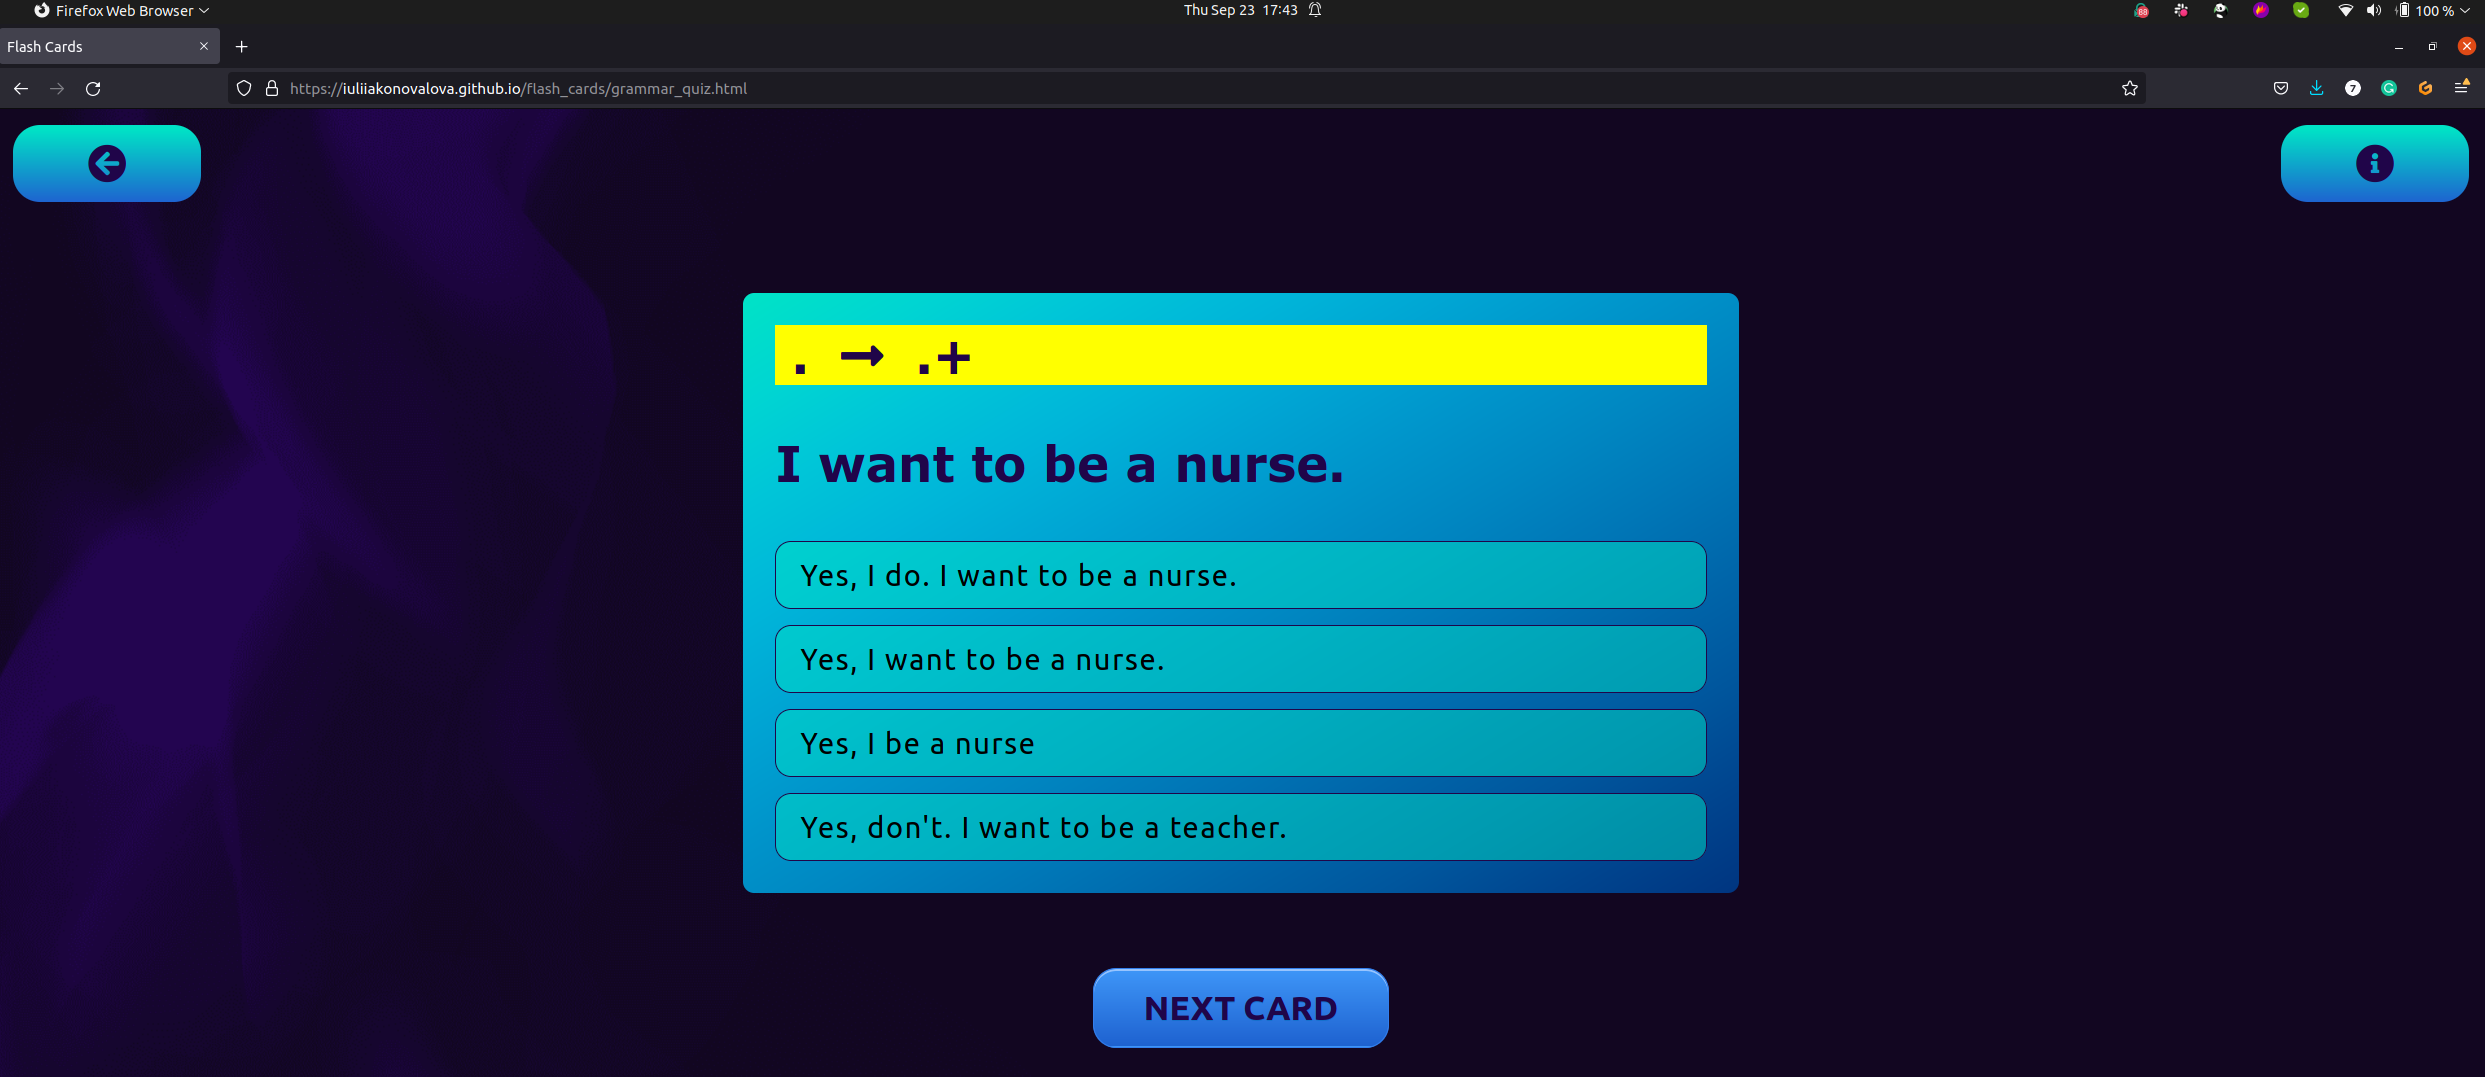 Firefox Web Browser
Thu Sep 23 17:43
88
100 %
Flash Cards
https://iuliiakonovalova.github.io/flash_cards/grammar_quiz.html
7
. → .+
I want to be a nurse.
Yes, I do. I want to be a nurse.
Yes, I want to be a nurse.
Yes, I be a nurse
Yes, don't. I want to be a teacher.
NEXT CARD